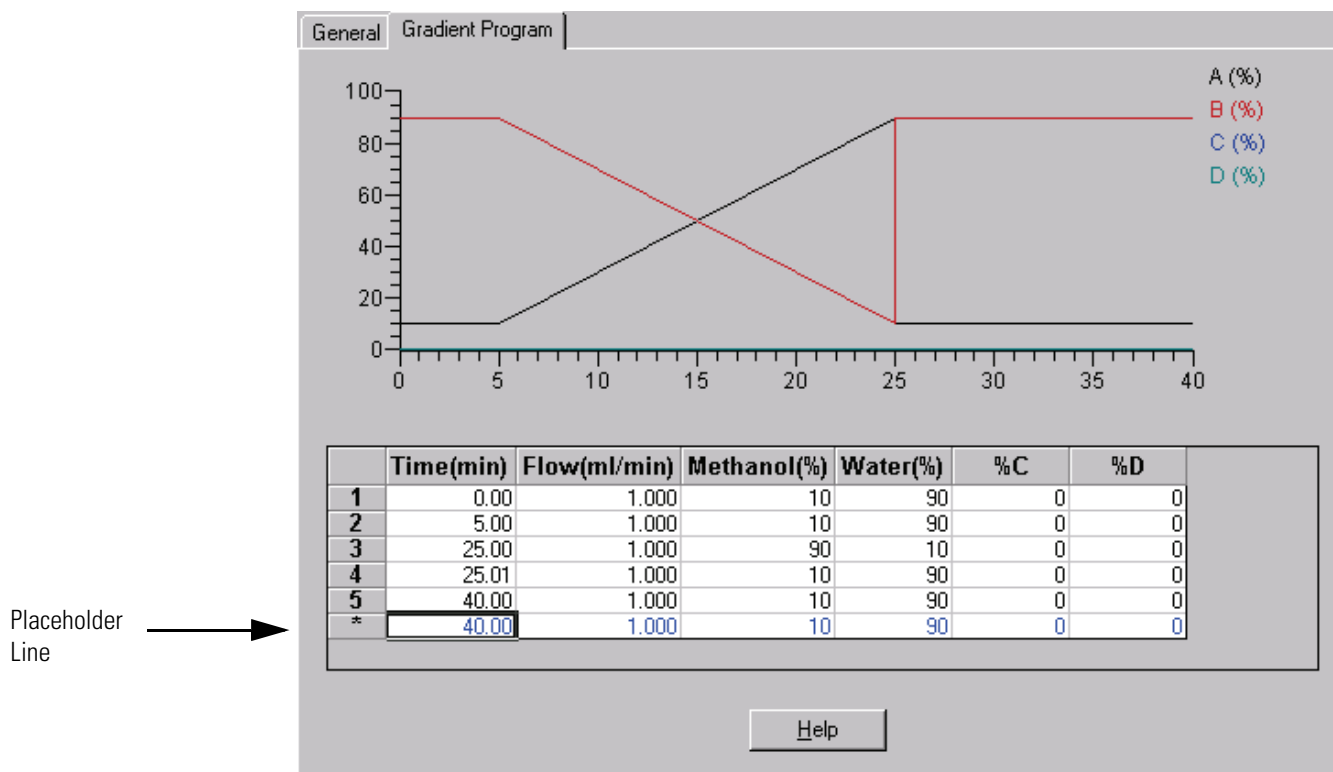 General Gradient Program
A (%)
B (%)
C (%)
D (%)
100
80
60
40
20
0
0 5 10 15 20 25 30 35 40
Time(min) Flow(ml/min) Methanol(%) Water(%) %C %D
1 0.00 1.000 10 90 0 0
2 5.00 1.000 10 90 0 0
3 25.00 1.000 90 10 0 0
4 25.01 1.000 10 90 0 0
5 40.00 1.000 10 90 0 0
* 40.00 1.000 10 90 0 0
Placeholder
Line
Help